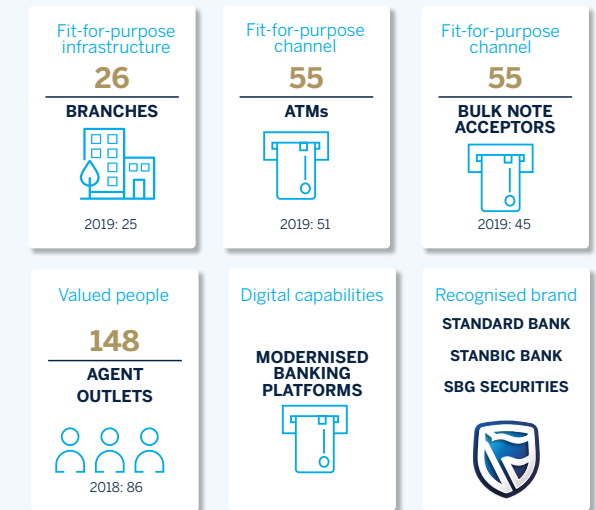 Fit-for-purpose
infrastructure
26
BRANCHES
2019: 25
Fit-for-purpose
channel
55
ATMs
2019: 51
Fit-for-purpose
channel
55
BULK NOTE
ACCEPTORS
2019: 45
Valued people
148
AGENT
OUTLETS
2018: 86
Digital capabilities
MODERNISED
BANKING
PLATFORMS
Recognised brand
STANDARD BANK
STANBIC BANK
SBG SECURITIES